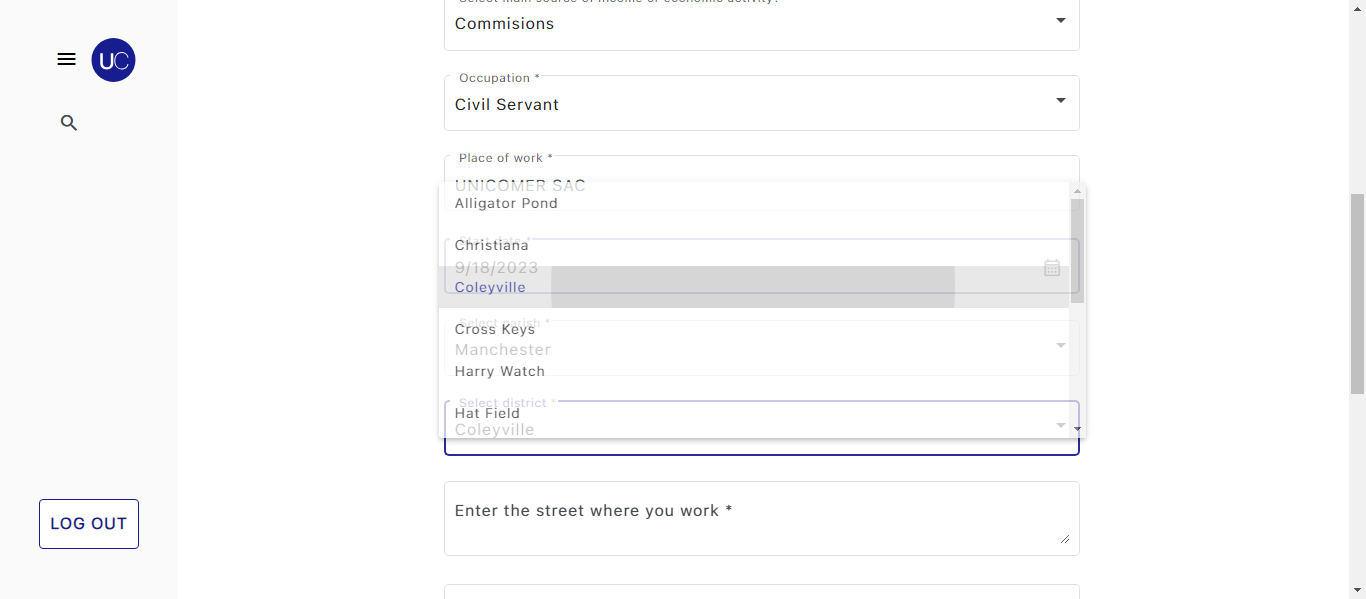 Select main source of income or economic activity?
Commisions
UC
Occupation *
Civil Servant
Place of work *
UNICOMER SAC
Alligator Pond
Start date *
Christiana
9/18/2023
Coleyville
Select parish *
Cross Keys
Manchester
Harry Watch
Select district *
Hat Field
Coleyville
Enter the street where you work *
LOG OUT